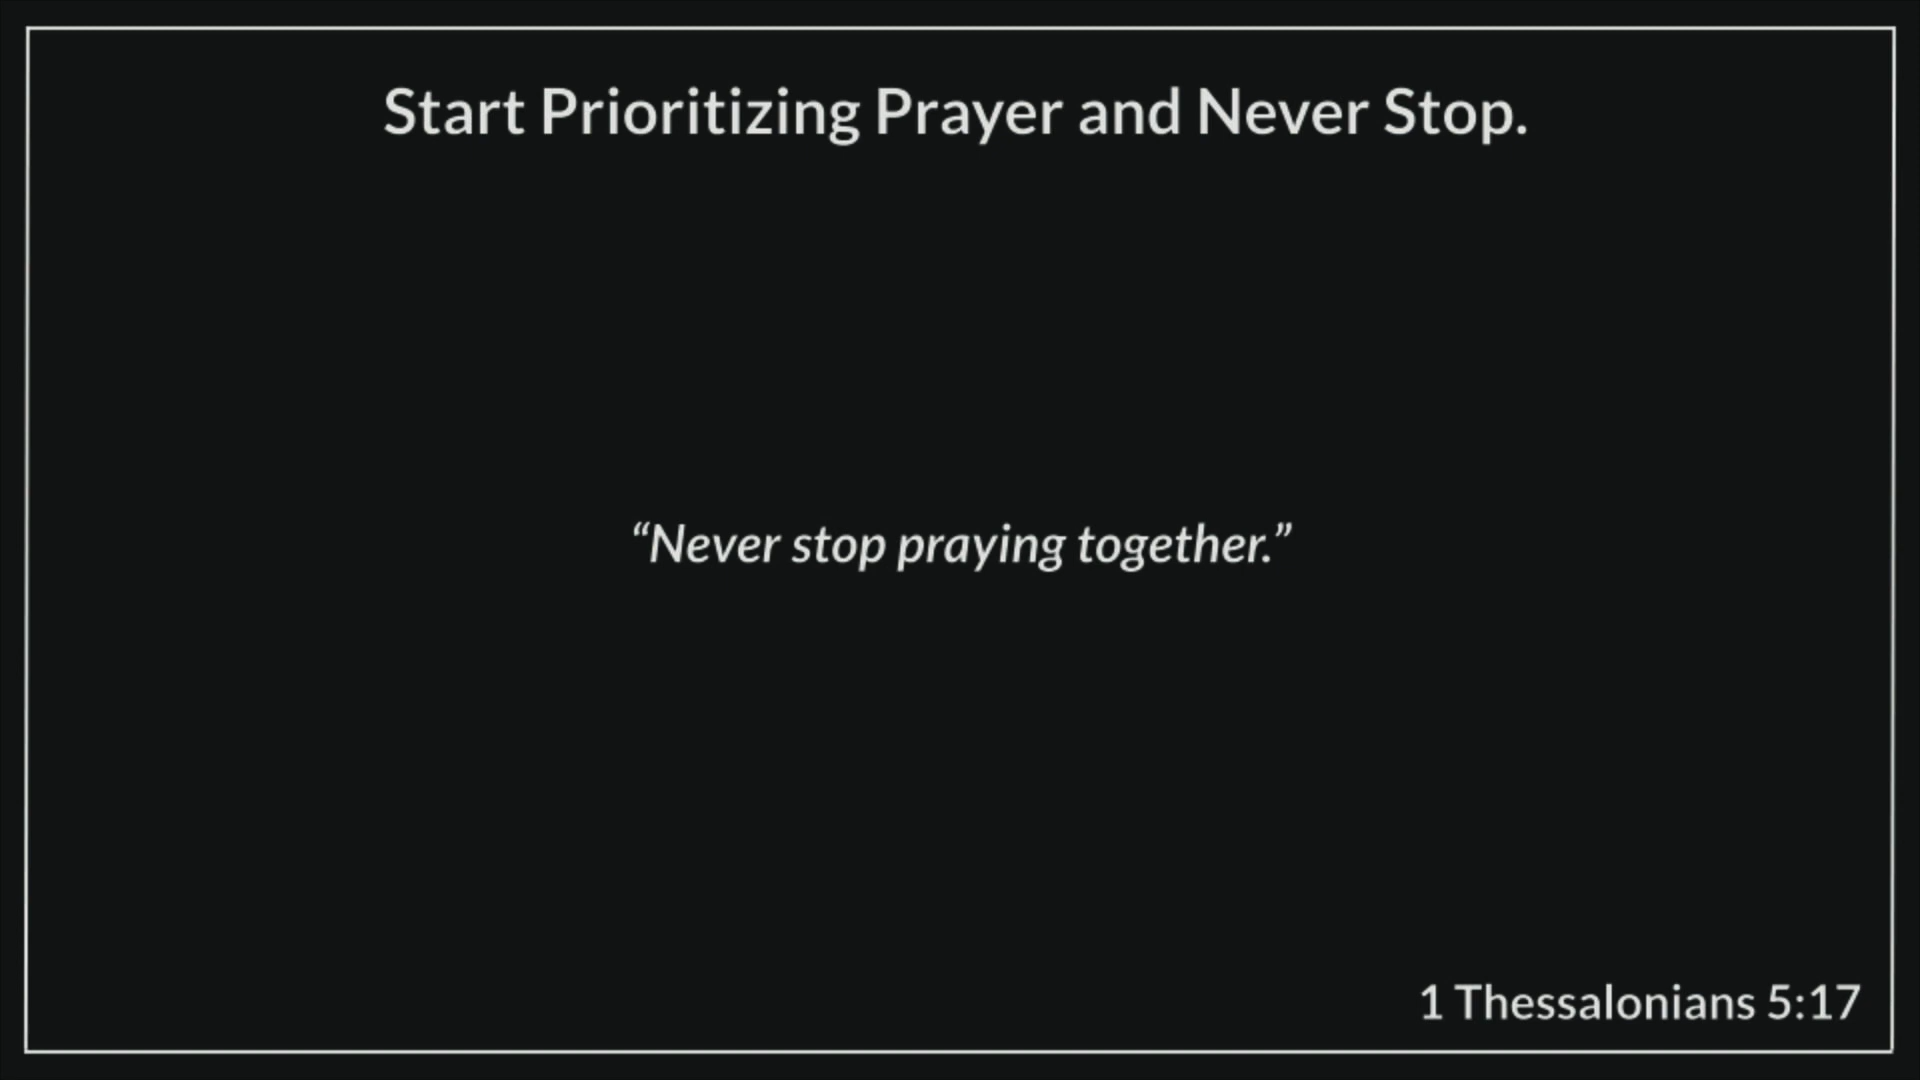 Start Prioritizing Prayer and Never Stop.
“Never stop praying together.”
1 Thessalonians 5:17